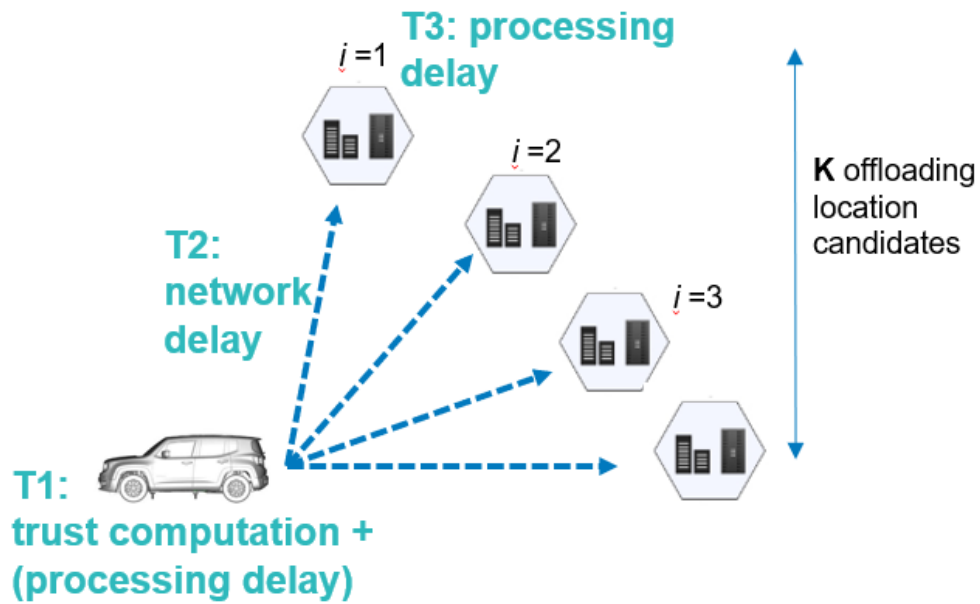 T3: processing
delay
i =1
i =2
K offloading
location
candidates
T2:
network
delay
i =3
T1:
trust computation +
(processing delay)